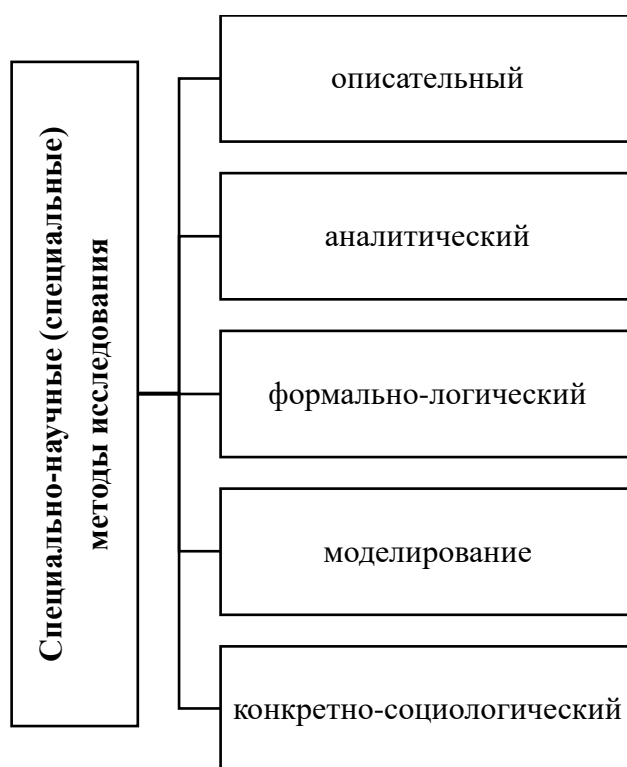 Специально-научные (специальные)
методы исследования
описательный
аналитический
формально-логический
моделирование
конкретно-социологический